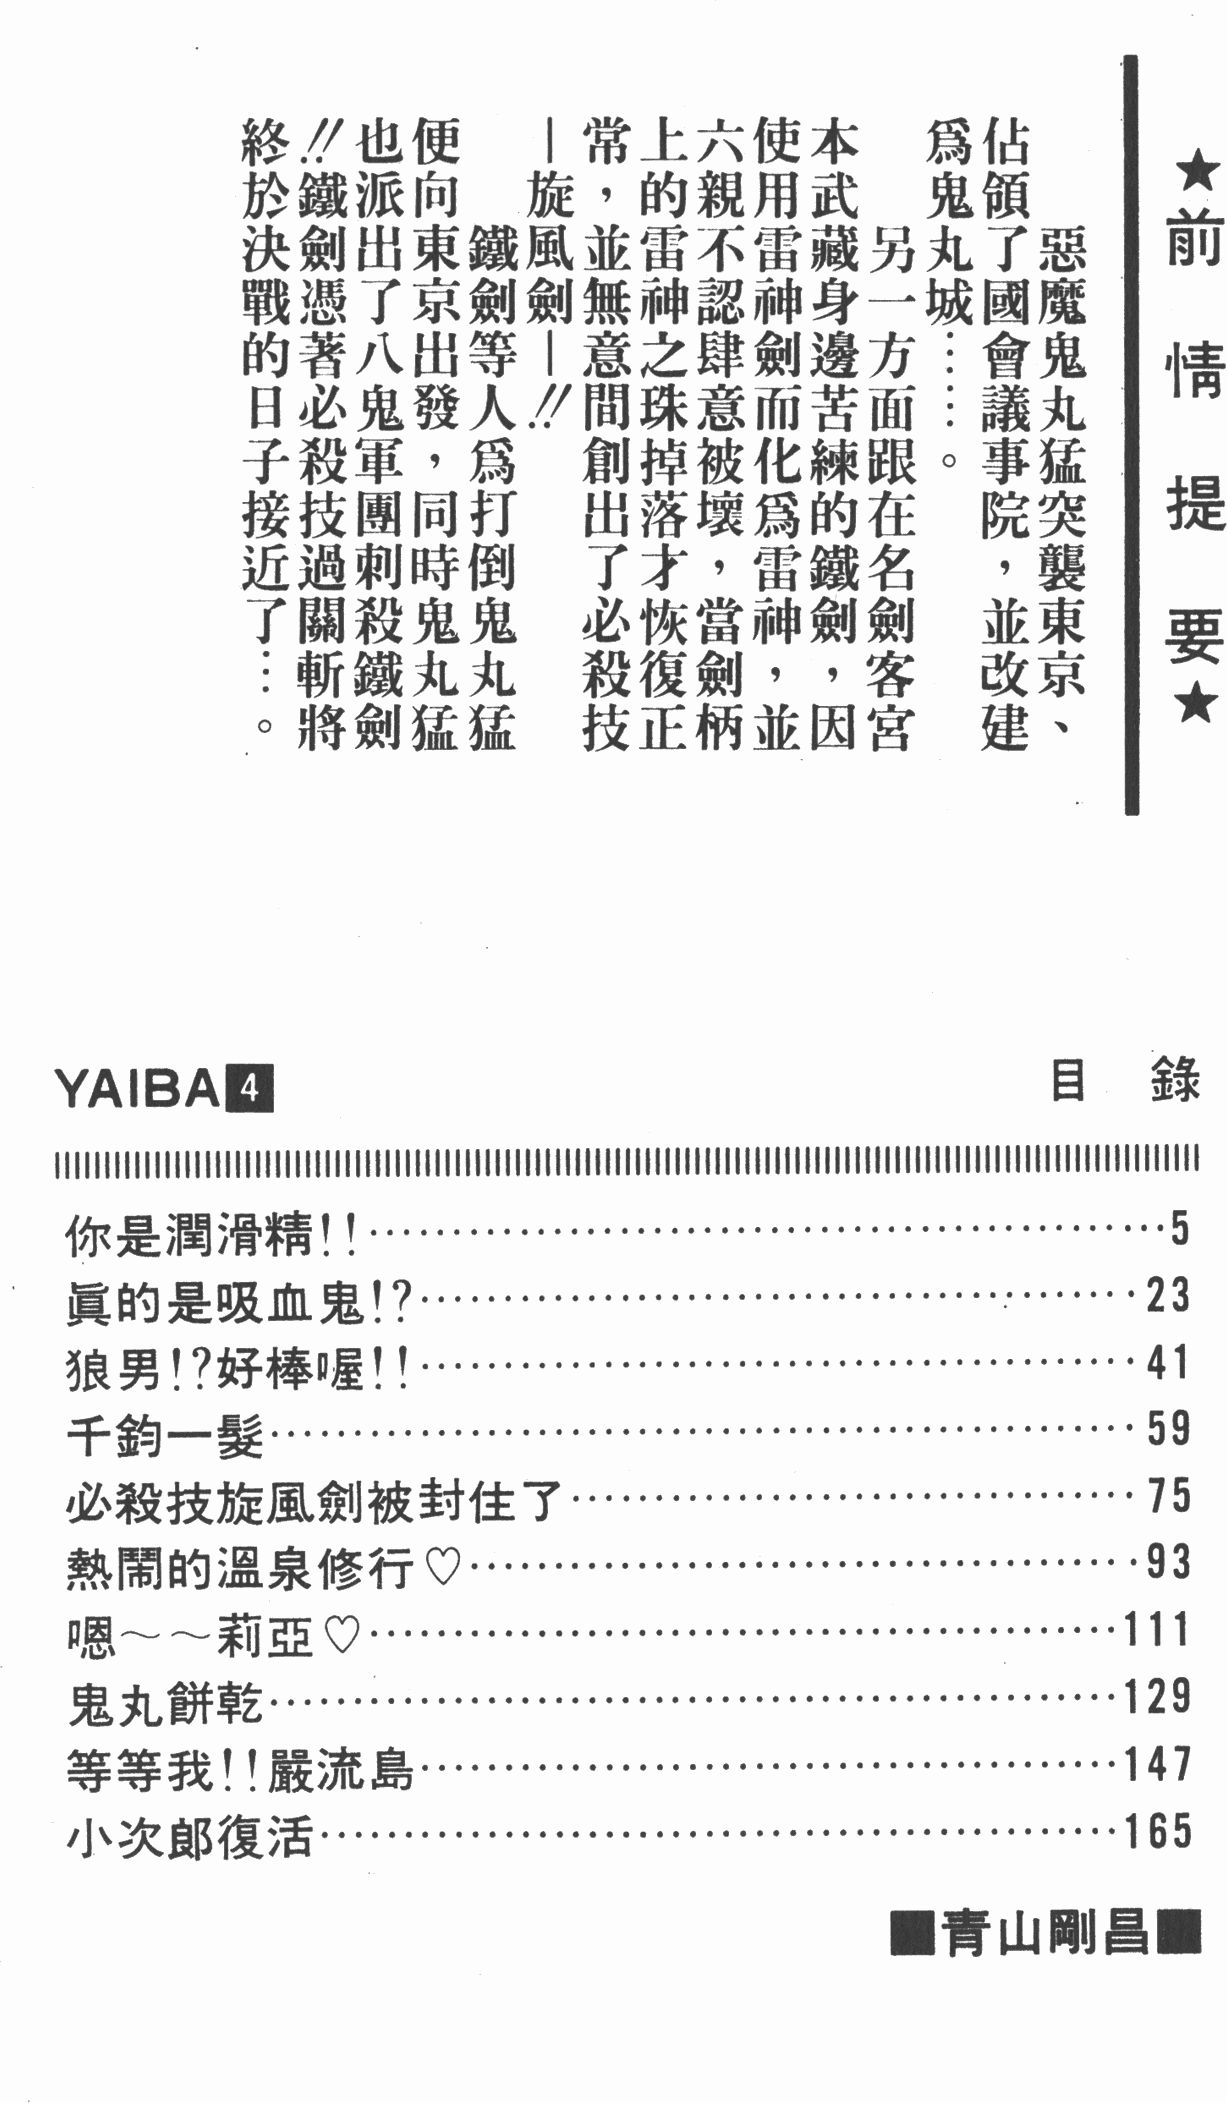 ★前情提要★
惡魔鬼丸猛突襲東京、
佔領了國會議事院，並改建
爲鬼丸城⋯⋯。
另一方面跟在名劍客宮
本武藏身邊苦練的鐵劍，因
使用雷神劍而化爲雷神，並
六親不認肆意被壞，當劍柄
上的雷神之珠掉落才恢復正
常，並無意間創出了必殺技
—旋風劍—!!
鐵劍等人爲打倒鬼丸猛
便向東京出發，同時鬼丸猛
也派出了八鬼軍團刺殺鐵劍
!!鐵劍憑著必殺技過關斬將
終於決戰的日子接近了⋯。
YAIBA4 目 錄
你是潤滑精!!⋯⋯⋯⋯⋯⋯⋯⋯5
眞的是吸血鬼!?⋯⋯⋯⋯⋯⋯⋯⋯23
狼男!?好棒喔!!⋯⋯⋯⋯⋯⋯⋯⋯41
千鈞一髮⋯⋯⋯⋯⋯⋯⋯⋯59
必殺技旋風劍被封住了⋯⋯⋯⋯⋯⋯⋯⋯75
熱鬧的溫泉修行♡⋯⋯⋯⋯⋯⋯⋯⋯93
嗯～～莉亞♡⋯⋯⋯⋯⋯⋯⋯⋯111
鬼丸餅乾⋯⋯⋯⋯⋯⋯⋯⋯129
等等我!!嚴流島⋯⋯⋯⋯⋯⋯⋯⋯147
小次郎復活⋯⋯⋯⋯⋯⋯⋯⋯165
■青山剛昌■